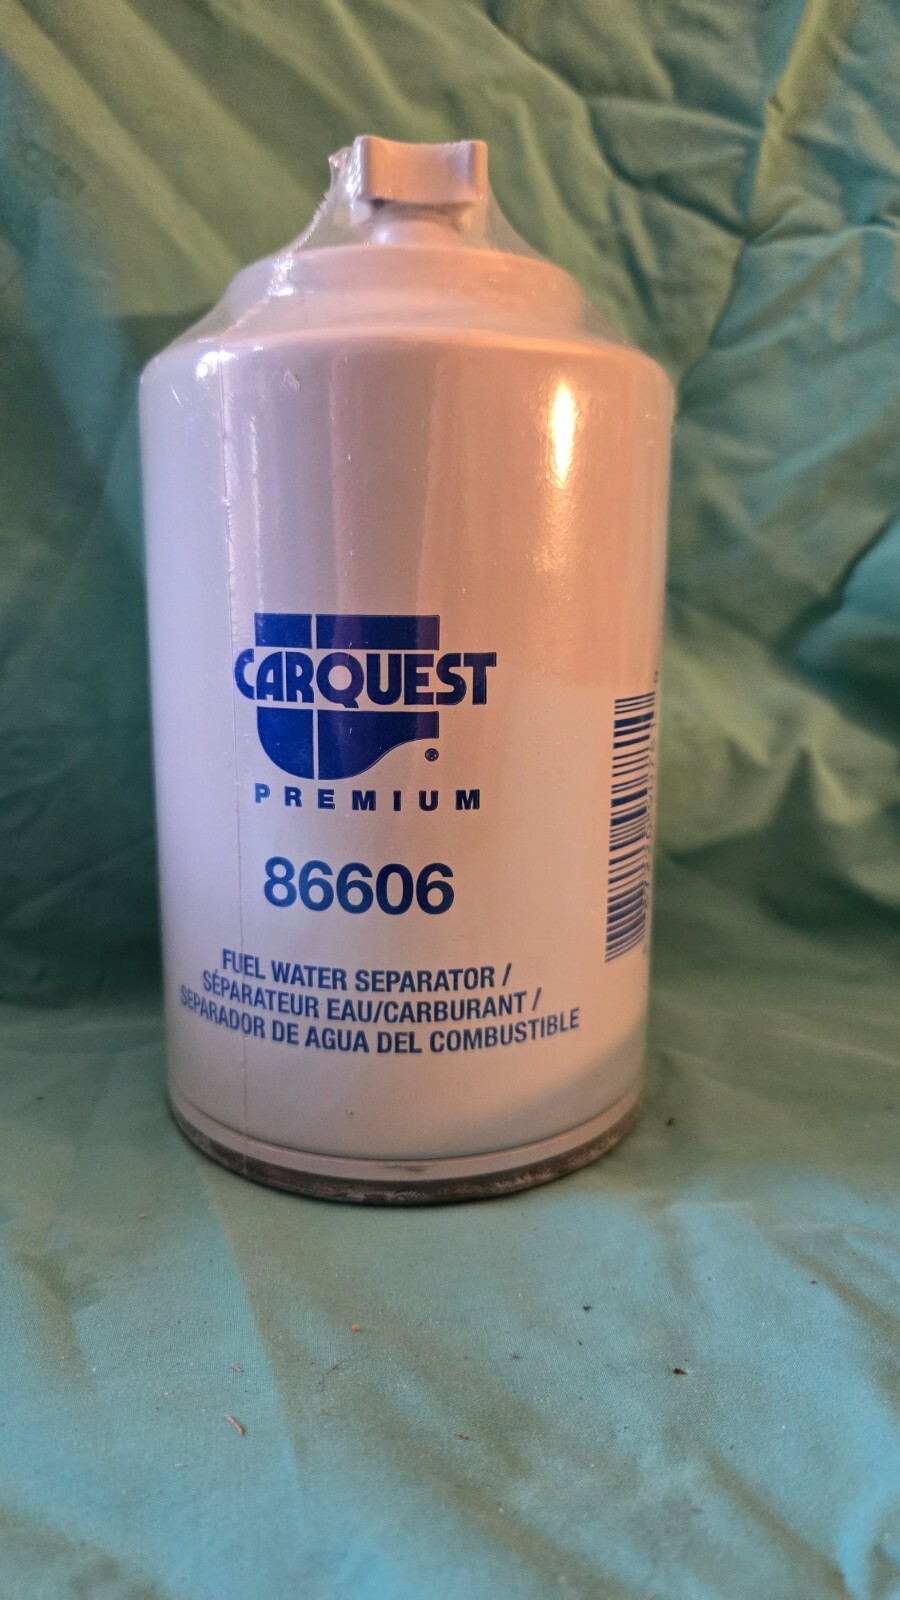 CARQUEST
®
PREMIUM
86606
FUEL WATER SEPARATOR /
SÉPARATEUR EAU/CARBURANT /
SEPARADOR DE AGUA DEL COMBUSTIBLE